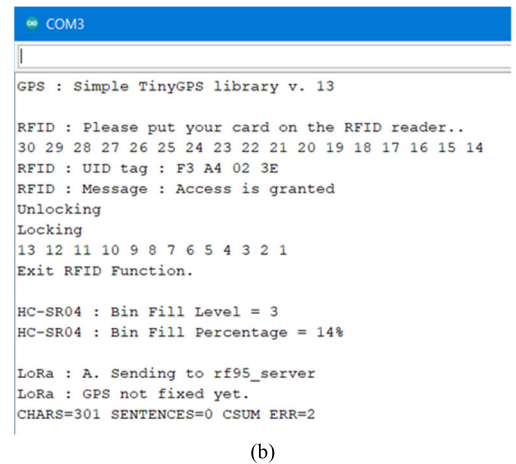 COM3
GPS : Simple TinyGPS library v. 13
RFID : Please put your card on the RFID reader..
30 29 28 27 26 25 24 23 22 21 20 19 18 17 16 15 14
RFID : UID tag : F3 A4 02 3E
RFID : Message : Access is granted
Unlocking
Locking
13 12 11 10 9 8 7 6 5 4 3 2 1
Exit RFID Function.
HC-SR04 : Bin Fill Level = 3
HC-SR04 : Bin Fill Percentage = 14%
LoRa : A. Sending to rf95_server
LoRa : GPS not fixed yet.
CHARS=301 SENTENCES=0 CSUM ERR=2
(b)